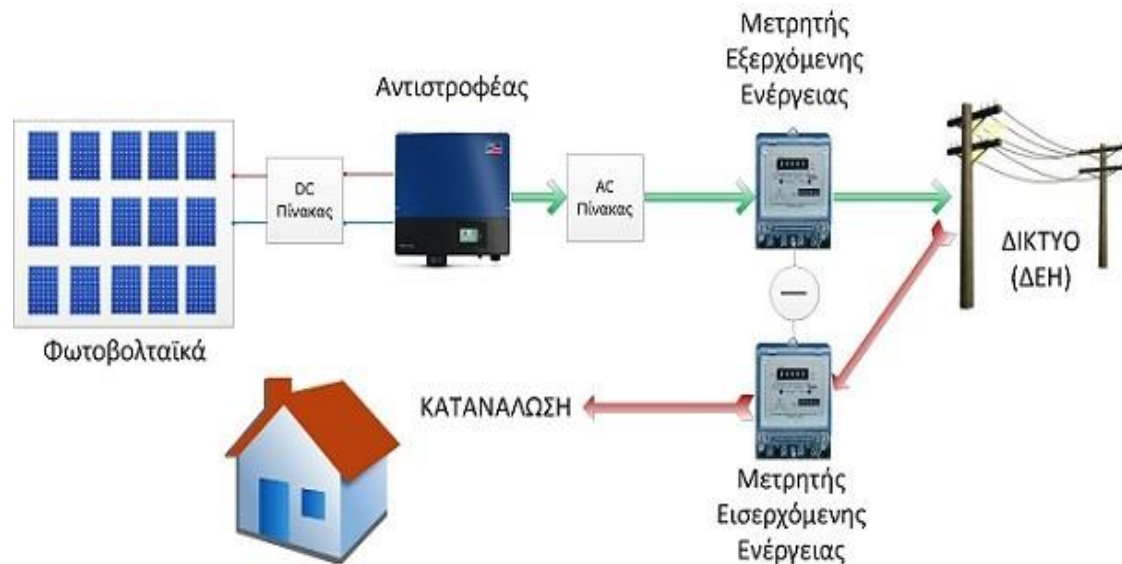 Μετρητής
Εξερχόμενης
Ενέργειας
Αντιστροφέας
DC
Πίνακας
AC
Πίνακας
ΔΙΚΤΥΟ
(ΔΕΗ)
Φωτοβολταϊκά
ΚΑΤΑΝΑΛΩΣΗ
Μετρητής
Εισερχόμενης
Ενέργειας